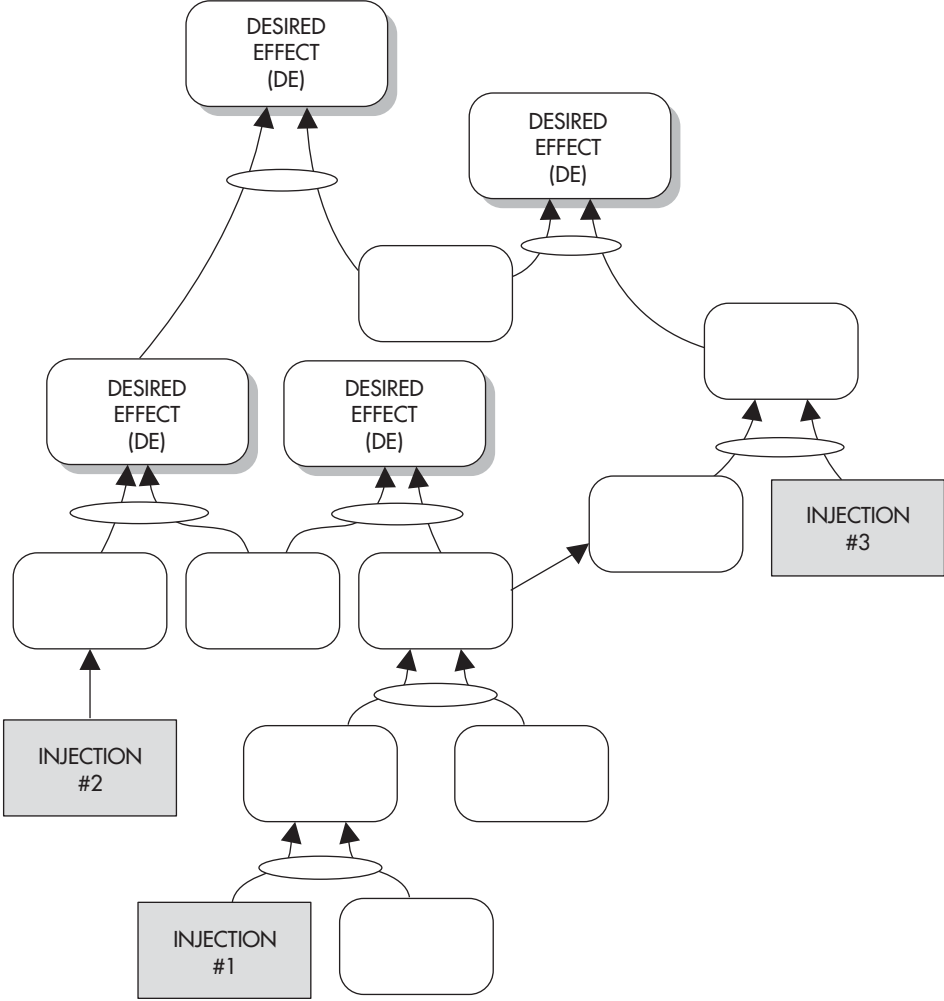 DESIRED
EFFECT
(DE)
DESIRED
EFFECT
(DE)
DESIRED
EFFECT
(DE)
DESIRED
EFFECT
(DE)
INJECTION
#3
INJECTION
#2
INJECTION
#1